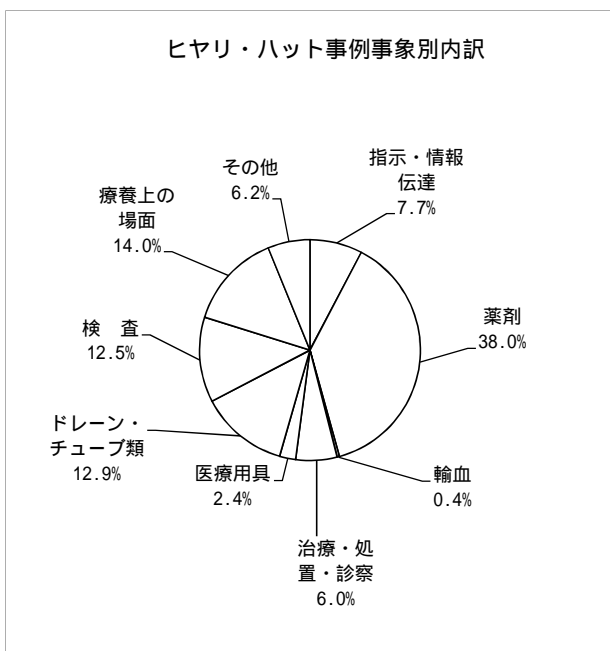 ヒヤリ・ハット事例事象別内訳
指示・情報
伝達
7.7%
薬剤
38.0%
輸血
0.4%
治療・処
置・診察
6.0%
医療用具
2.4%
ドレーン・
チューブ類
12.9%
検　査
12.5%
療養上の
場面
14.0%
その他
6.2%